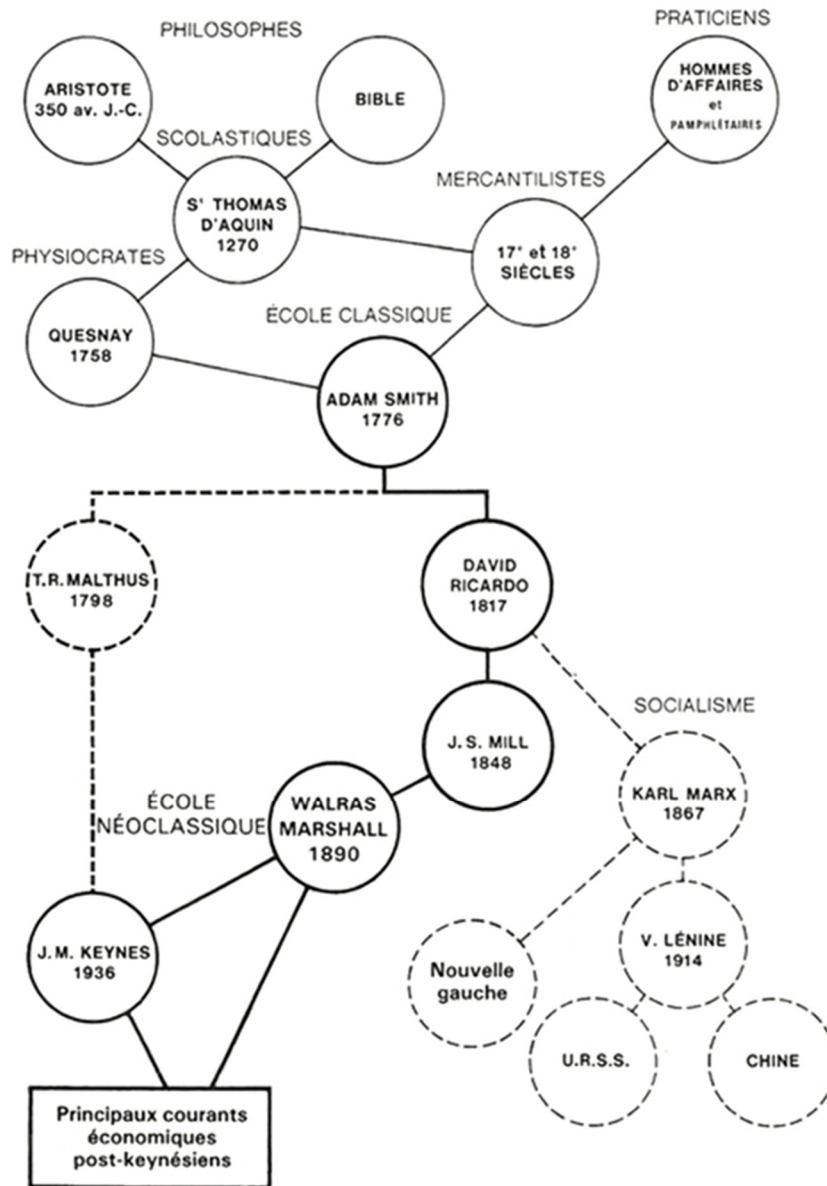 PHILOSOPHES
PRATICIENS
ARISTOTE
350 av. J.-C.
BIBLE
HOMMES
D'AFFAIRES
et
PAMPHLÉTAIRES
SCOLASTIQUES
MERCANTILISTES
Sᵗ THOMAS
D'AQUIN
1270
17ᵉ et 18ᵉ
SIÈCLES
PHYSIOCRATES
QUESNAY
1758
ÉCOLE CLASSIQUE
ADAM SMITH
1776
T.R. MALTHUS
1798
DAVID
RICARDO
1817
J. S. MILL
1848
SOCIALISME
KARL MARX
1867
ÉCOLE
NÉOCLASSIQUE
WALRAS
MARSHALL
1890
J.M. KEYNES
1936
Nouvelle
gauche
V. LÉNINE
1914
U.R.S.S.
CHINE
Principaux courants
économiques
post-keynésiens